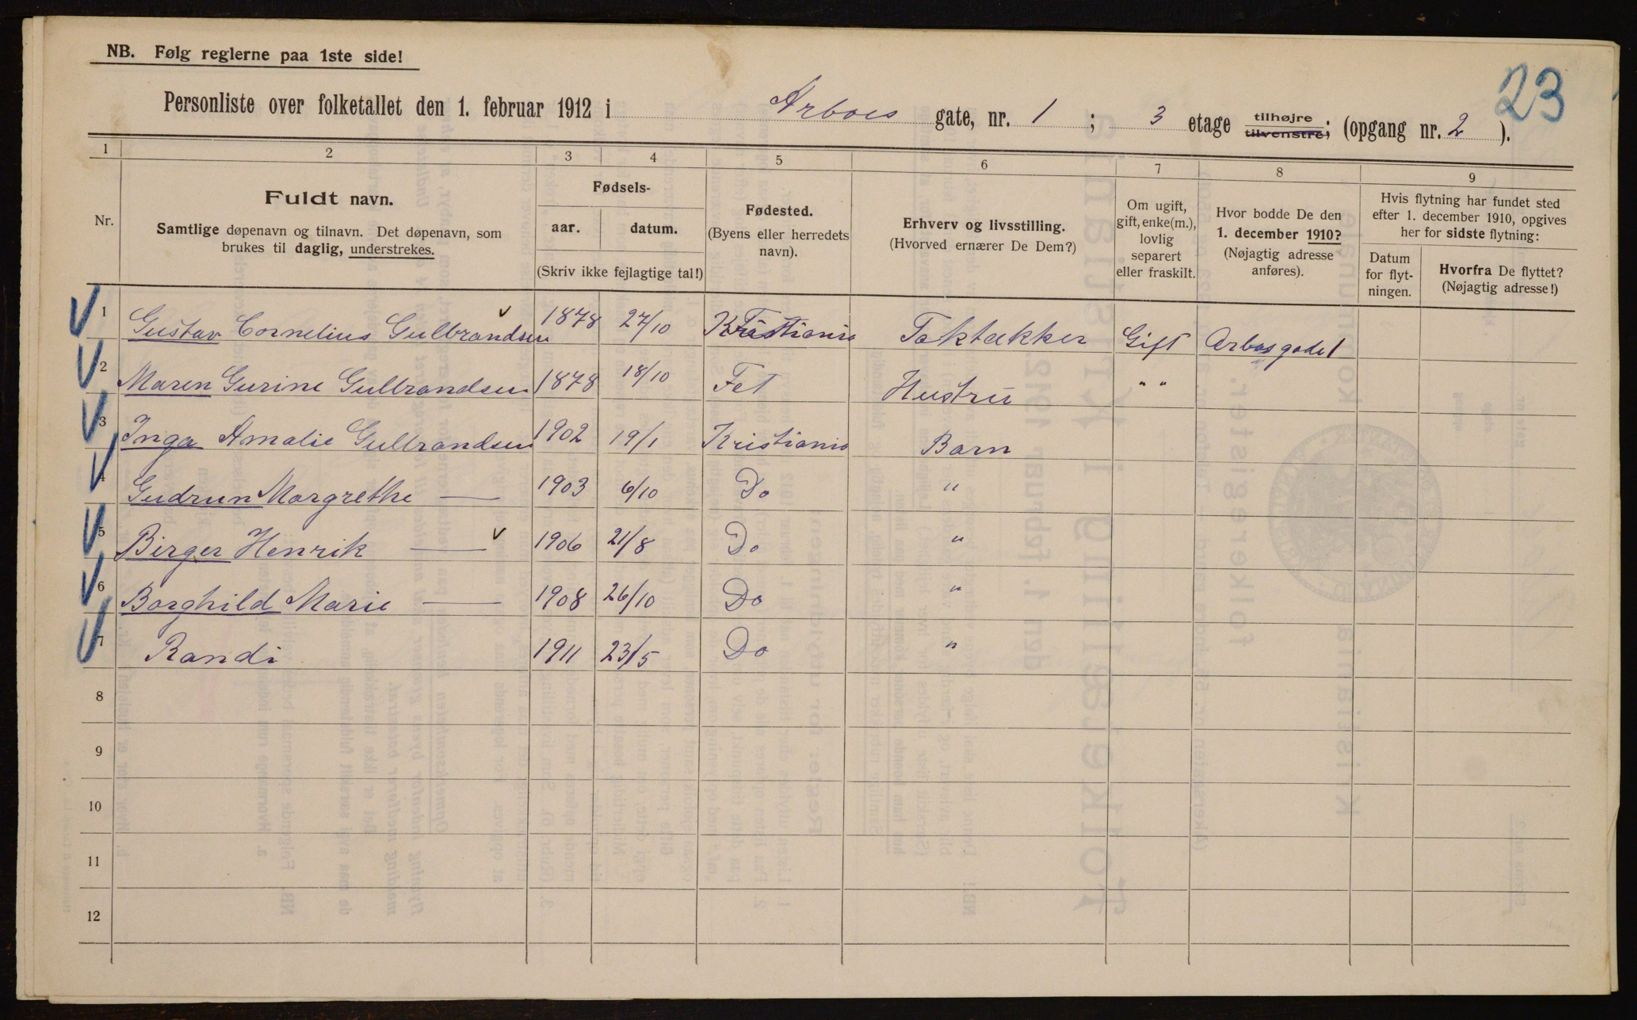 NB. Følg reglerne paa 1ste side!
23
Personliste over folketallet den 1. februar 1912 i Arboes gate, nr. 1 ; 3 etage tilhøjre tilvenstre; (opgang nr. 2 ).
1 2 3 4 5 6 7 8 9
Nr.
Fuldt navn.
Samtlige døpenavn og tilnavn. Det døpenavn, som
brukes til daglig, understrekes.
Fødsels-
aar. datum.
(Skriv ikke fejlagtige tal!)
Fødested.
(Byens eller herredets
navn).
Erhverv og livsstilling.
(Hvorved ernærer De Dem?)
Om ugift,
gift, enke(m.),
lovlig
separert
eller fraskilt.
Hvor bodde De den
1. december 1910?
(Nøjagtig adresse
anføres).
Hvis flytning har fundet sted
efter 1. december 1910, opgives
her for sidste flytning:
Datum
for flyt-
ningen.
Hvorfra De flyttet?
(Nøjagtig adresse!)
1 Gustav Cornelius Gulbrandsen 1878 27/10 Kristiania Taktækker Gift Arbosgade 1
2 Maren Gurine Gulbrandsen 1878 18/10 Fet Hustru " "
3 Inga Amalie Gulbrandsen 1902 19/1 Kristiania Barn
4 Gudrun Margrethe — 1903 6/10 Do "
5 Birger Henrik — 1906 21/8 Do "
6 Borghild Marie — 1908 26/10 Do "
7 Randi 1911 23/5 Do "
8
9
10
11
12